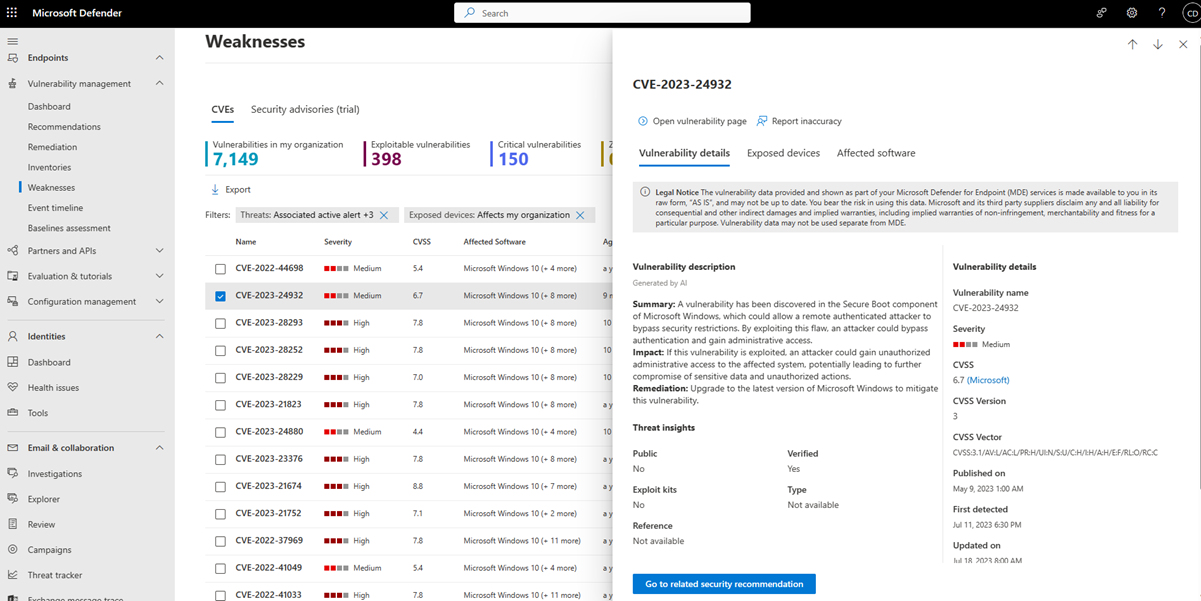 Microsoft Defender
Search
CD
Endpoints
Vulnerability management
Dashboard
Recommendations
Remediation
Inventories
Weaknesses
Event timeline
Baselines assessment
Partners and APIs
Evaluation & tutorials
Configuration management
Identities
Dashboard
Health issues
Tools
Email & collaboration
Investigations
Explorer
Review
Campaigns
Threat tracker
Exchange message trace
Weaknesses
CVEs Security advisories (trial)
Vulnerabilities in my organization Exploitable vulnerabilities Critical vulnerabilities Z
7,149 398 150
Export
Filters: Threats: Associated active alert +3 Exposed devices: Affects my organization
Name Severity CVSS Affected Software Ag
CVE-2022-44698 Medium 5.4 Microsoft Windows 10 (+ 4 more) a y
CVE-2023-24932 Medium 6.7 Microsoft Windows 10 (+ 8 more) 9 m
CVE-2023-28293 High 7.8 Microsoft Windows 10 (+ 8 more) 10
CVE-2023-28252 High 7.8 Microsoft Windows 10 (+ 8 more) 10
CVE-2023-28229 High 7.0 Microsoft Windows 10 (+ 8 more) 10
CVE-2023-21823 High 7.8 Microsoft Windows 10 (+ 8 more) a y
CVE-2023-24880 Medium 4.4 Microsoft Windows 10 (+ 4 more) 10
CVE-2023-23376 High 7.8 Microsoft Windows 10 (+ 8 more) a y
CVE-2023-21674 High 8.8 Microsoft Windows 10 (+ 7 more) a y
CVE-2023-21752 High 7.1 Microsoft Windows 10 (+ 2 more) a y
CVE-2022-37969 High 7.8 Microsoft Windows 10 (+ 11 more) a y
CVE-2022-41049 Medium 5.4 Microsoft Windows 10 (+ 4 more) a y
CVE-2022-41033 High 7.8 Microsoft Windows 10 (+ 11 more) a y
CVE-2023-24932
Open vulnerability page Report inaccuracy
Vulnerability details Exposed devices Affected software
Legal Notice The vulnerability data provided and shown as part of your Microsoft Defender for Endpoint (MDE) services is made available to you in its
raw form, "AS IS", and may not be up to date. You bear the risk in using this data. Microsoft and its third party suppliers disclaim any and all liability for
consequential and other indirect damages and implied warranties, including implied warranties of non-infringement, merchantability and fitness for a
particular purpose. Vulnerability data may not be used separate from MDE.
Vulnerability description
Generated by AI
Summary: A vulnerability has been discovered in the Secure Boot component
of Microsoft Windows, which could allow a remote authenticated attacker to
bypass security restrictions. By exploiting this flaw, an attacker could bypass
authentication and gain administrative access.
Impact: If this vulnerability is exploited, an attacker could gain unauthorized
administrative access to the affected system, potentially leading to further
compromise of sensitive data and unauthorized actions.
Remediation: Upgrade to the latest version of Microsoft Windows to mitigate
this vulnerability.
Threat insights
Public Verified
No Yes
Exploit kits Type
No Not available
Reference
Not available
Go to related security recommendation
Vulnerability details
Vulnerability name
CVE-2023-24932
Severity
Medium
CVSS
6.7 (Microsoft)
CVSS Version
3
CVSS Vector
CVSS:3.1/AV:L/AC:L/PR:H/UI:N/S:U/C:H/I:H/A:H/E:F/RL:O/RC:C
Published on
May 9, 2023 1:00 AM
First detected
Jul 11, 2023 6:30 PM
Updated on
Jul 18, 2023 8:00 AM